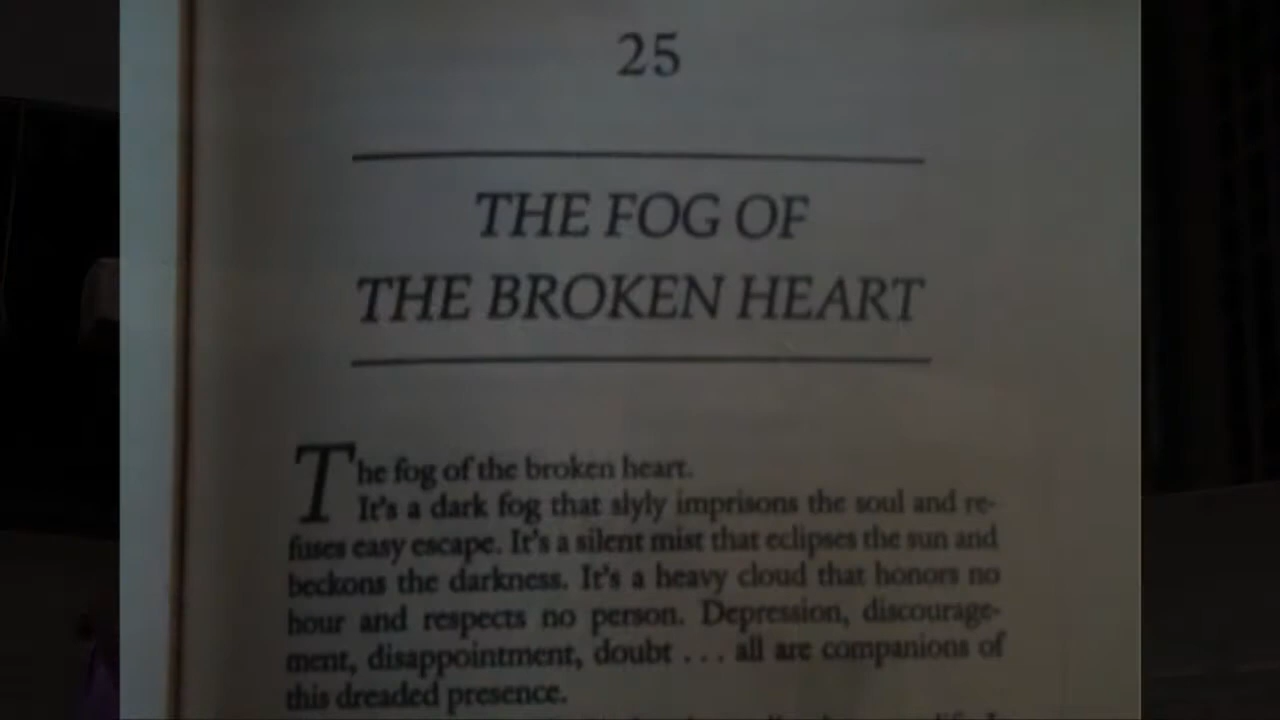 25
THE FOG OF
THE BROKEN HEART
The fog of the broken heart.
It's a dark fog that slyly imprisons the soul and re-
fuses easy escape. It's a silent mist that eclipses the sun and
beckons the darkness. It's a heavy cloud that honors no
hour and respects no person. Depression, discourage-
ment, disappointment, doubt . . . all are companions of
this dreaded presence.